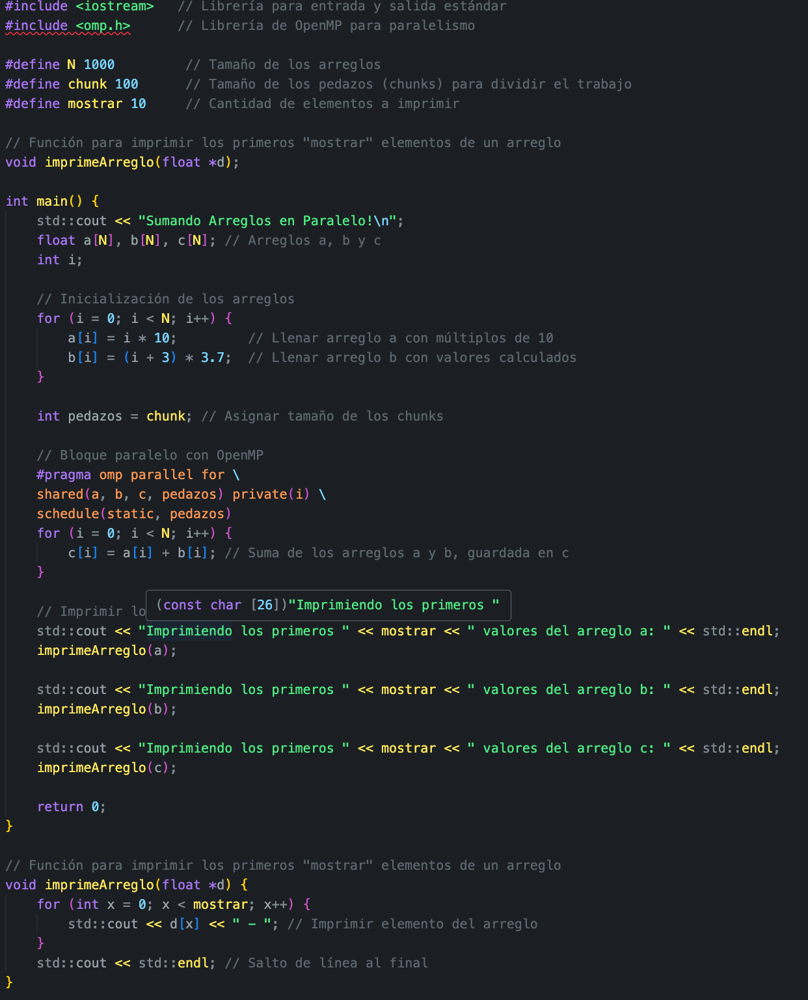 #include <iostream>   // Librería para entrada y salida estándar
#include <omp.h>      // Librería de OpenMP para paralelismo

#define N 1000         // Tamaño de los arreglos
#define chunk 100      // Tamaño de los pedazos (chunks) para dividir el trabajo
#define mostrar 10     // Cantidad de elementos a imprimir

// Función para imprimir los primeros "mostrar" elementos de un arreglo
void imprimeArreglo(float *d);

int main() {
    std::cout << "Sumando Arreglos en Paralelo!\n";
    float a[N], b[N], c[N]; // Arreglos a, b y c
    int i;

    // Inicialización de los arreglos
    for (i = 0; i < N; i++) {
        a[i] = i * 10;         // Llenar arreglo a con múltiplos de 10
        b[i] = (i + 3) * 3.7;  // Llenar arreglo b con valores calculados
    }

    int pedazos = chunk; // Asignar tamaño de los chunks

    // Bloque paralelo con OpenMP
    #pragma omp parallel for \
    shared(a, b, c, pedazos) private(i) \
    schedule(static, pedazos)
    for (i = 0; i < N; i++) {
        c[i] = a[i] + b[i]; // Suma de los arreglos a y b, guardada en c
    }

(const char [26])"Imprimiendo los primeros "
    // Imprimir lo
    std::cout << "Imprimiendo los primeros " << mostrar << " valores del arreglo a: " << std::endl;
    imprimeArreglo(a);

    std::cout << "Imprimiendo los primeros " << mostrar << " valores del arreglo b: " << std::endl;
    imprimeArreglo(b);

    std::cout << "Imprimiendo los primeros " << mostrar << " valores del arreglo c: " << std::endl;
    imprimeArreglo(c);

    return 0;
}

// Función para imprimir los primeros "mostrar" elementos de un arreglo
void imprimeArreglo(float *d) {
    for (int x = 0; x < mostrar; x++) {
        std::cout << d[x] << " - "; // Imprimir elemento del arreglo
    }
    std::cout << std::endl; // Salto de línea al final
}